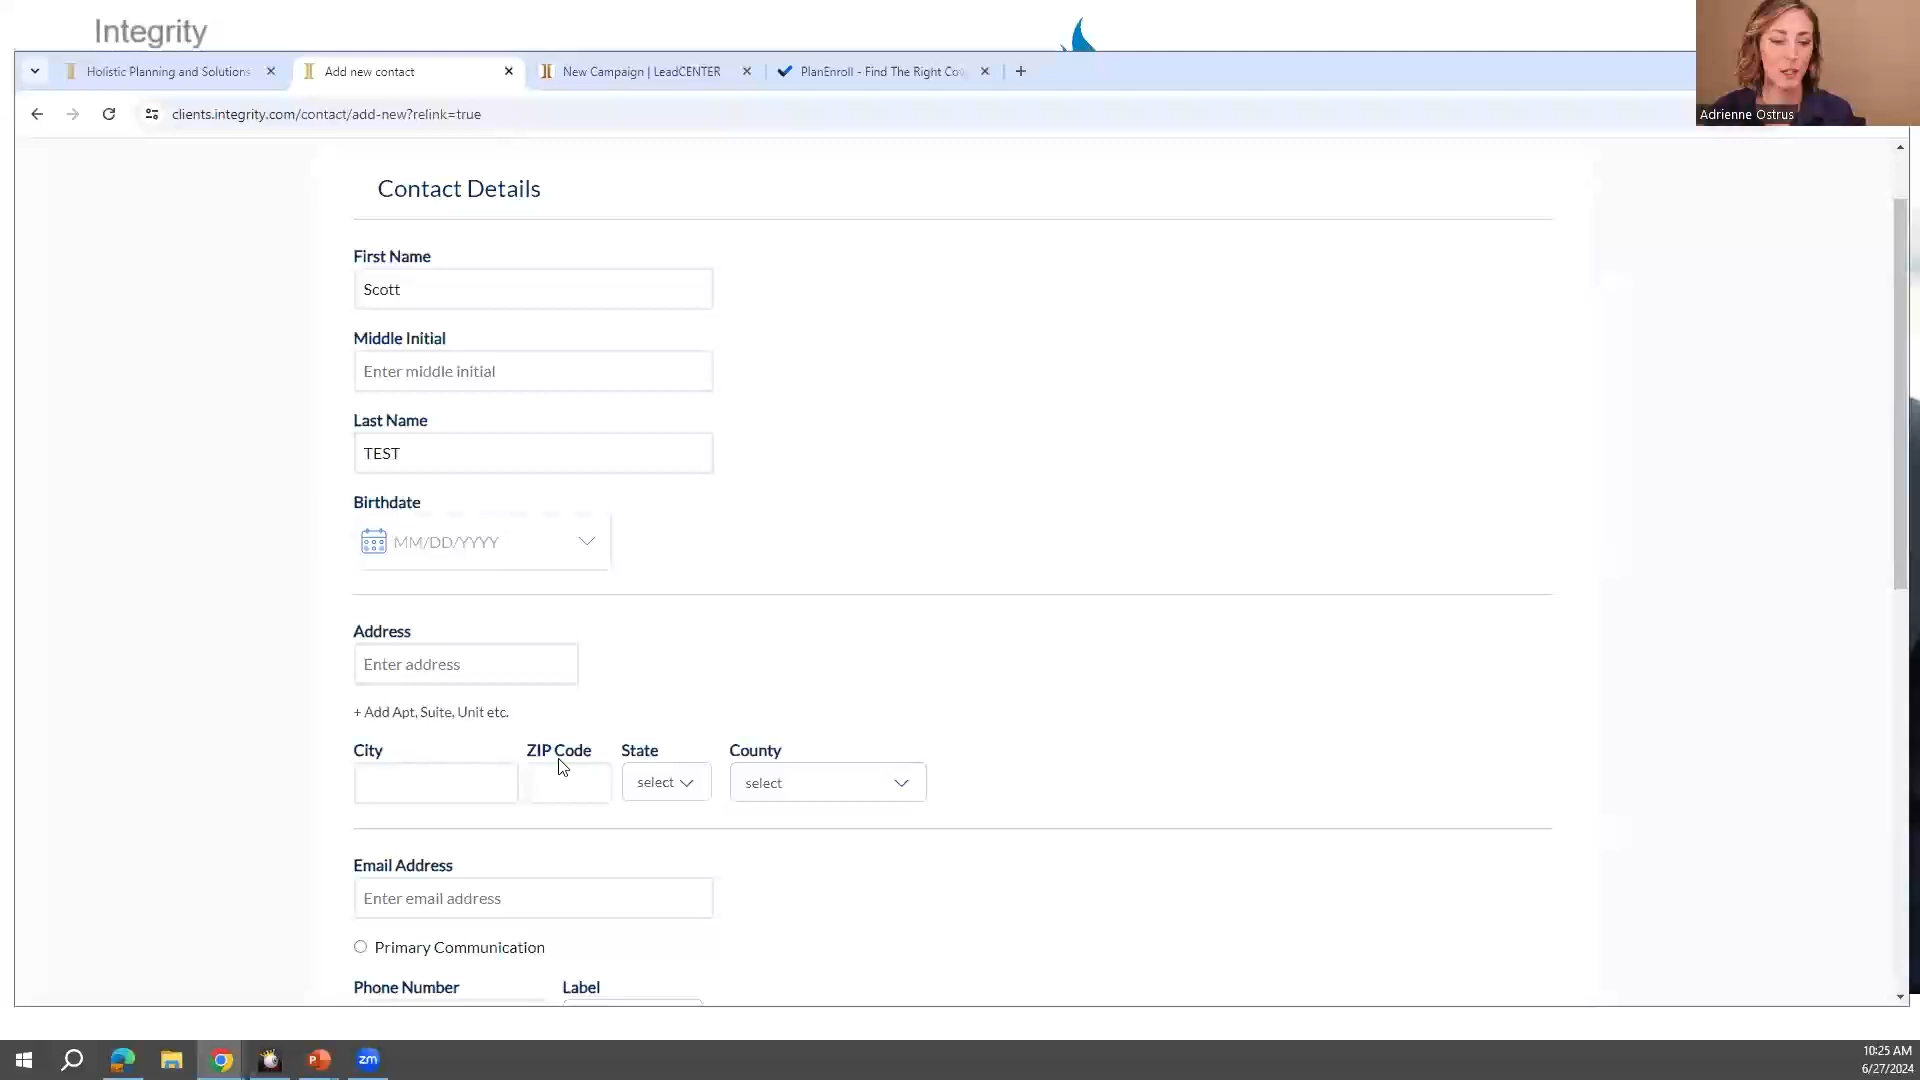 Integrity
Holistic Planning and Solutions
Add new contact
New Campaign | LeadCENTER
PlanEnroll - Find The Right Cov
clients.integrity.com/contact/add-new?relink=true
Adrienne Ostrus
Contact Details
First Name
Scott
Middle Initial
Enter middle initial
Last Name
TEST
Birthdate
MM/DD/YYYY
Address
Enter address
+ Add Apt, Suite, Unit etc.
City ZIP Code State County
select select
Email Address
Enter email address
Primary Communication
Phone Number Label
zm
10:25 AM
6/27/2024